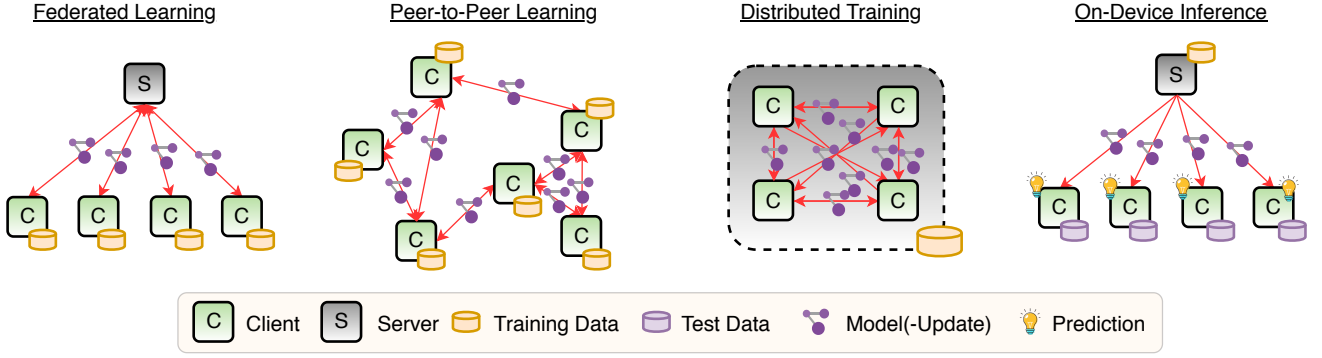 Federated Learning
Peer-to-Peer Learning
Distributed Training
On-Device Inference
S
C C C C
C
C
C
C
C
C
C C
C C
S
C C C C
C Client S Server Training Data Test Data Model(-Update) Prediction